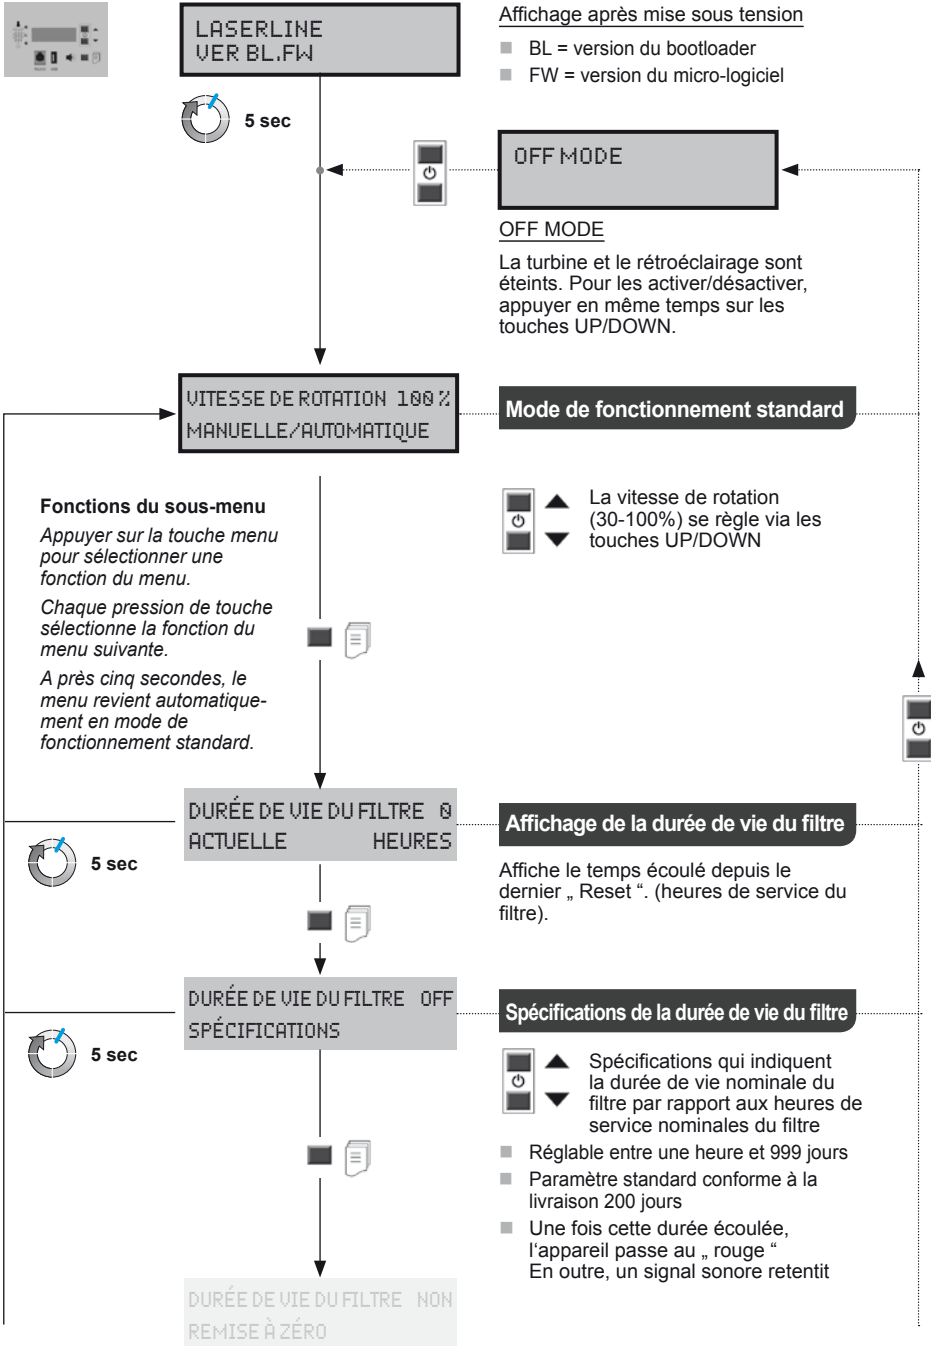 LASERLINE
VER BL.FW
Affichage après mise sous tension
BL = version du bootloader
FW = version du micro-logiciel
5 sec
OFF MODE
OFF MODE
La turbine et le rétroéclairage sont
éteints. Pour les activer/désactiver,
appuyer en même temps sur les
touches UP/DOWN.
VITESSE DE ROTATION 100 %
MANUELLE/AUTOMATIQUE
Mode de fonctionnement standard
La vitesse de rotation
(30-100%) se règle via les
touches UP/DOWN
Fonctions du sous-menu
Appuyer sur la touche menu
pour sélectionner une
fonction du menu.
Chaque pression de touche
sélectionne la fonction du
menu suivante.
A près cinq secondes, le
menu revient automatique-
ment en mode de
fonctionnement standard.
DURÉE DE VIE DU FILTRE 0
ACTUELLE HEURES
Affichage de la durée de vie du filtre
5 sec
Affiche le temps écoulé depuis le
dernier „ Reset “. (heures de service du
filtre).
DURÉE DE VIE DU FILTRE OFF
SPÉCIFICATIONS
Spécifications de la durée de vie du filtre
5 sec
Spécifications qui indiquent
la durée de vie nominale du
filtre par rapport aux heures de
service nominales du filtre
Réglable entre une heure et 999 jours
Paramètre standard conforme à la
livraison 200 jours
Une fois cette durée écoulée,
l‘appareil passe au „ rouge “
En outre, un signal sonore retentit
DURÉE DE VIE DU FILTRE NON
REMISE À ZÉRO